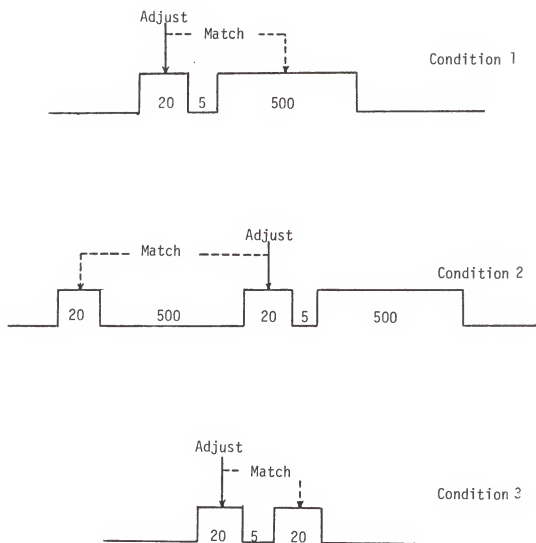 Adjust
Match
Condition 1
20 5 500
Adjust
Match
Condition 2
20 500 20 5 500
Adjust
Match
Condition 3
20 5 20